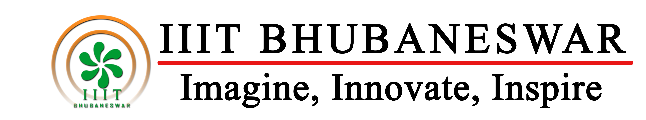 IIIT
BHUBANESWAR
IIIT BHUBANESWAR
Imagine, Innovate, Inspire